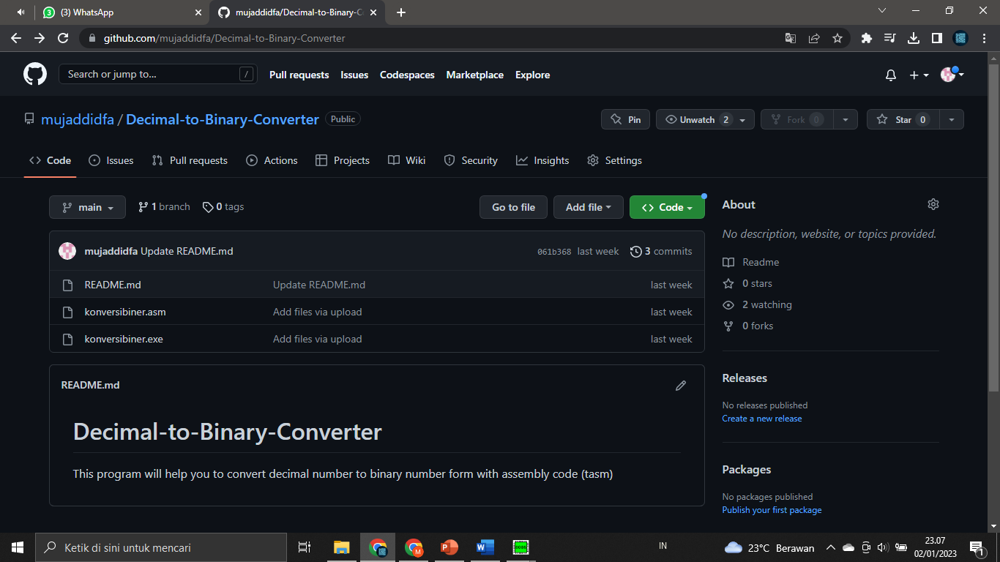 3 (3) WhatsApp mujaddidfa/Decimal-to-Binary-C
github.com/mujaddidfa/Decimal-to-Binary-Converter
Search or jump to... / Pull requests Issues Codespaces Marketplace Explore
mujaddidfa / Decimal-to-Binary-Converter Public Pin Unwatch 2 Fork 0 Star 0
Code Issues Pull requests Actions Projects Wiki Security Insights Settings
main 1 branch 0 tags Go to file Add file Code
mujaddidfa Update README.md 061b368 last week 3 commits
README.md Update README.md last week
konversibiner.asm Add files via upload last week
konversibiner.exe Add files via upload last week
README.md
Decimal-to-Binary-Converter
This program will help you to convert decimal number to binary number form with assembly code (tasm)
About
No description, website, or topics provided.
Readme
0 stars
2 watching
0 forks
Releases
No releases published
Create a new release
Packages
No packages published
Publish your first package
Ketik di sini untuk mencari M P W 8086 IN 23°C Berawan 23.07
02/01/2023 1